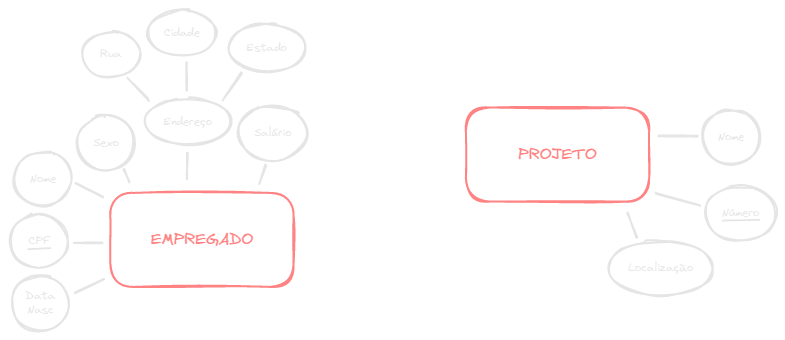 Cidade
Rua
Estado
Endereço
Salário
Sexo
Nome
CPF
Data
Nasc
EMPREGADO
PROJETO
Nome
Número
Localização